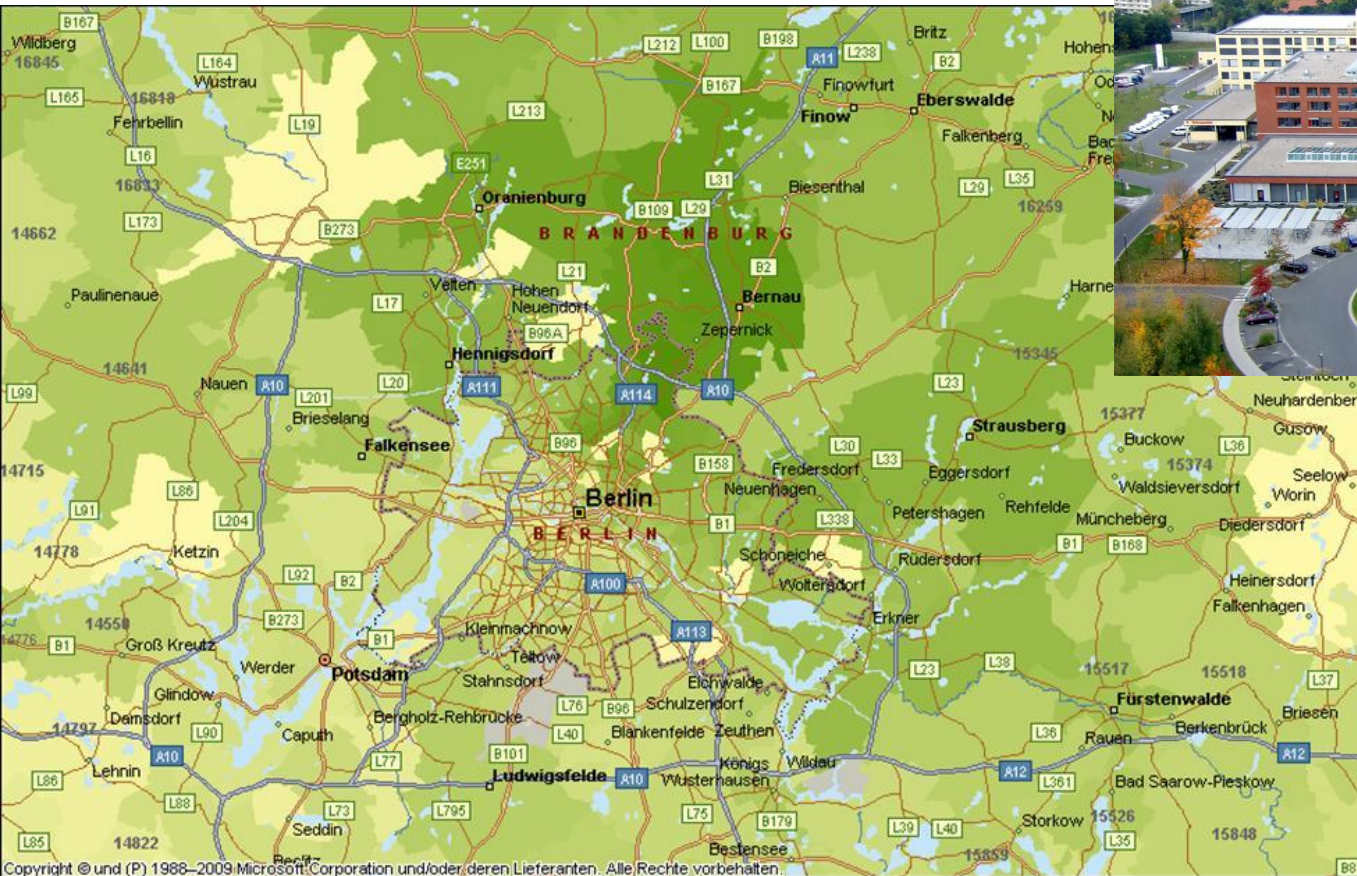 B167
Wildberg
16845
L164
Wustrau
L165
16818
Fehrbellin
L19
L16
16833
L173
14662
B273
Paulinenaue
L212
L100
B198
A11
L238
Britz
B2
Hohens
B167
Finowfurt
Finow
Eberswalde
L213
Falkenberg
Bad
Fre
E251
L31
Biesenthal
L29
L35
16259
Oranienburg
B109
L29
BRANDENBURG
B2
L21
Velten
L17
Hohen
Neuendorf
Bernau
Harne
B96A
Zepernick
Hennigsdorf
15345
14641
Nauen
A10
L20
A111
A114
A10
L23
L99
L201
Brieselang
Neuhardenber
15377
Falkensee
B96
Strausberg
Buckow
L36
Gusow
L30
L33
B158
Fredersdorf
Eggersdorf
15374
14715
Seelow
L86
Neuenhagen
Waldsieversdorf
Worin
Berlin
Rehfelde
L91
L204
Petershagen
Müncheberg
Diedersdorf
B1
L338
BERLIN
14778
Ketzin
Schöneiche
Rüdersdorf
B1
B168
L92
B2
A100
Woltersdorf
Heinersdorf
Falkenhagen
B273
14550
Erkner
14776
B1
Groß Kreutz
B1
Kleinmachnow
A113
Teltow
L23
L38
15517
15518
L37
Werder
Potsdam
Stahnsdorf
Eichwalde
Glindow
L76
B96
Schulzendorf
Fürstenwalde
Damsdorf
Bergholz-Rehbrücke
Briesen
14797
L90
Caputh
L40
Blankenfelde
Zeuthen
L36
Berkenbrück
A10
B101
Rauen
A12
Lehnin
L77
Königs
Wusterhausen
Wildau
L86
Ludwigsfelde
A10
A12
L361
Bad Saarow-Pieskow
L88
L73
L795
L75
B179
15526
Seddin
Storkow
L85
14822
L39
L40
L35
15848
Beelitz
Bestensee
15859
B8
Copyright © und (P) 1988–2009 Microsoft Corporation und/oder deren Lieferanten. Alle Rechte vorbehalten.